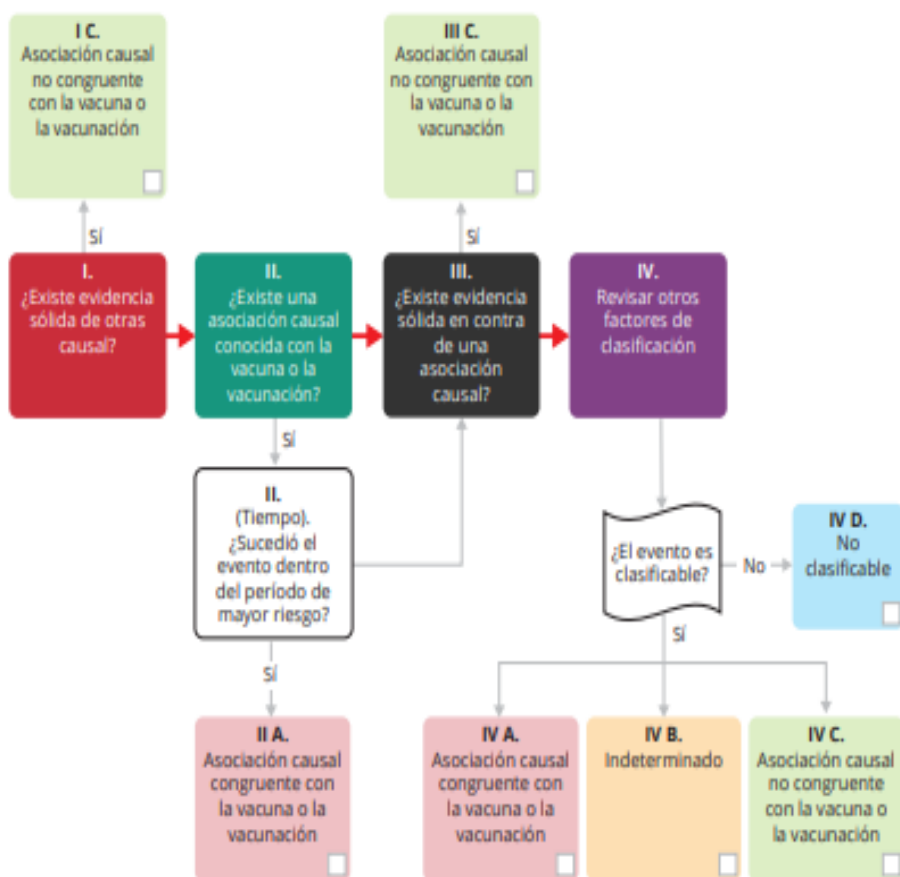 I C.
Asociación causal
no congruente
con la vacuna o
la vacunación
III C.
Asociación causal
no congruente con
la vacuna o la
vacunación
Sí
Sí
I.
¿Existe evidencia
sólida de otras
causal?
II.
¿Existe una
asociación causal
conocida con la
vacuna o la
vacunación?
III.
¿Existe evidencia
sólida en contra
de una
asociación
causal?
IV.
Revisar otros
factores de
clasificación
Sí
II.
(Tiempo).
¿Sucedió el
evento dentro
del período de
mayor riesgo?
¿El evento es
clasificable?
No
IV D.
No
clasificable
Sí
Sí
II A.
Asociación causal
congruente con
la vacuna o la
vacunación
IV A.
Asociación causal
congruente con
la vacuna o la
vacunación
IV B.
Indeterminado
IV C.
Asociación causal
no congruente
con la vacuna o
la vacunación